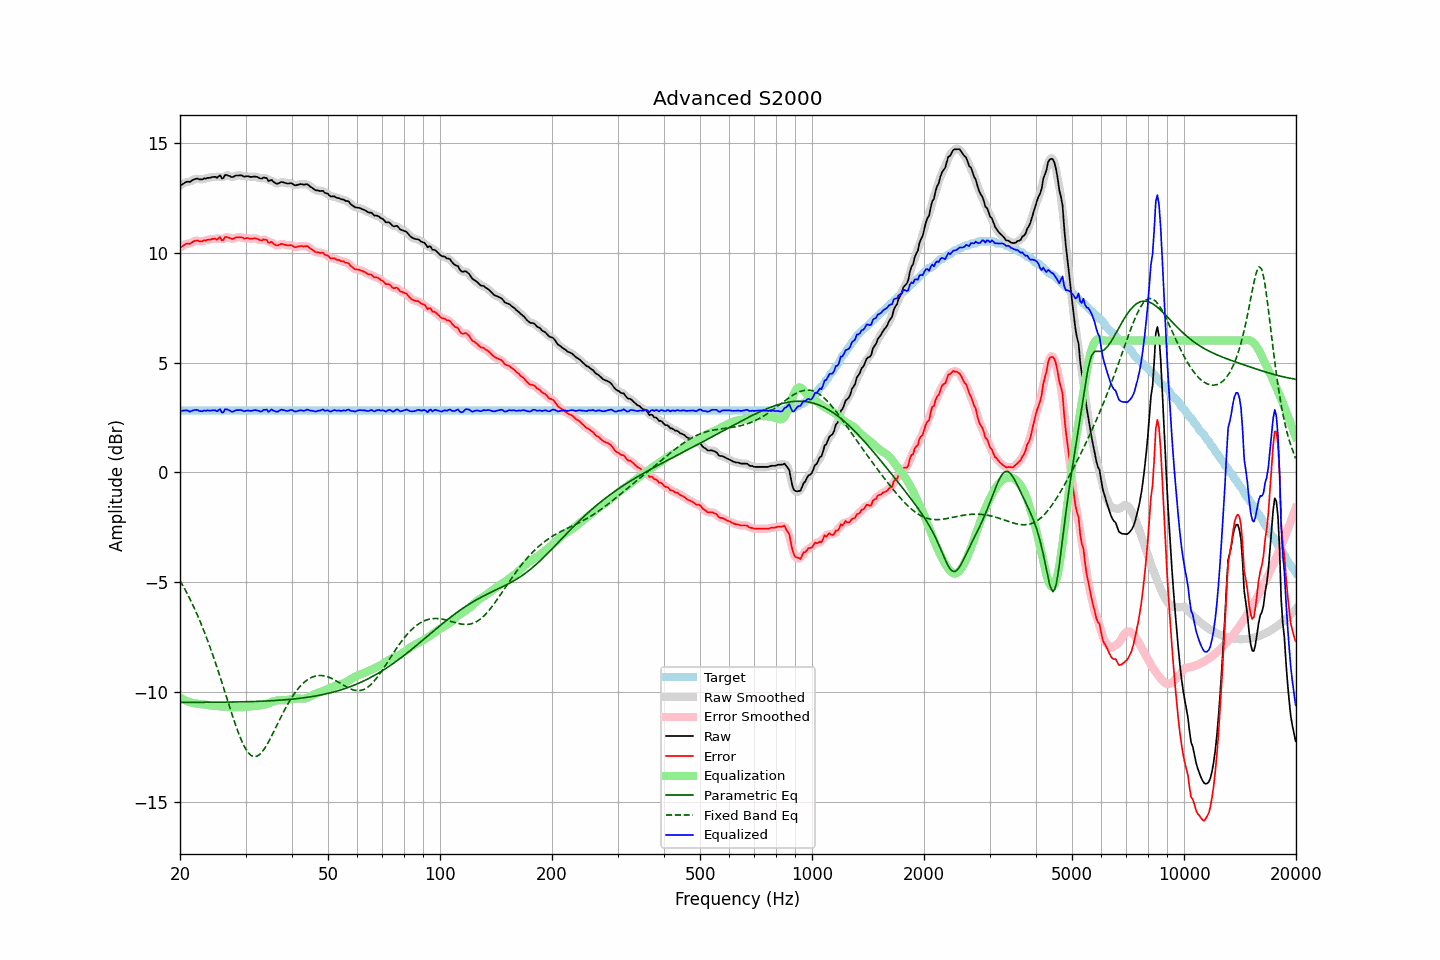 Advanced S2000
Amplitude (dBr)
15
10
5
0
−5
−10
−15
20
50
100
200
500
1000
2000
5000
10000
20000
Frequency (Hz)
Target
Raw Smoothed
Error Smoothed
Raw
Error
Equalization
Parametric Eq
Fixed Band Eq
Equalized